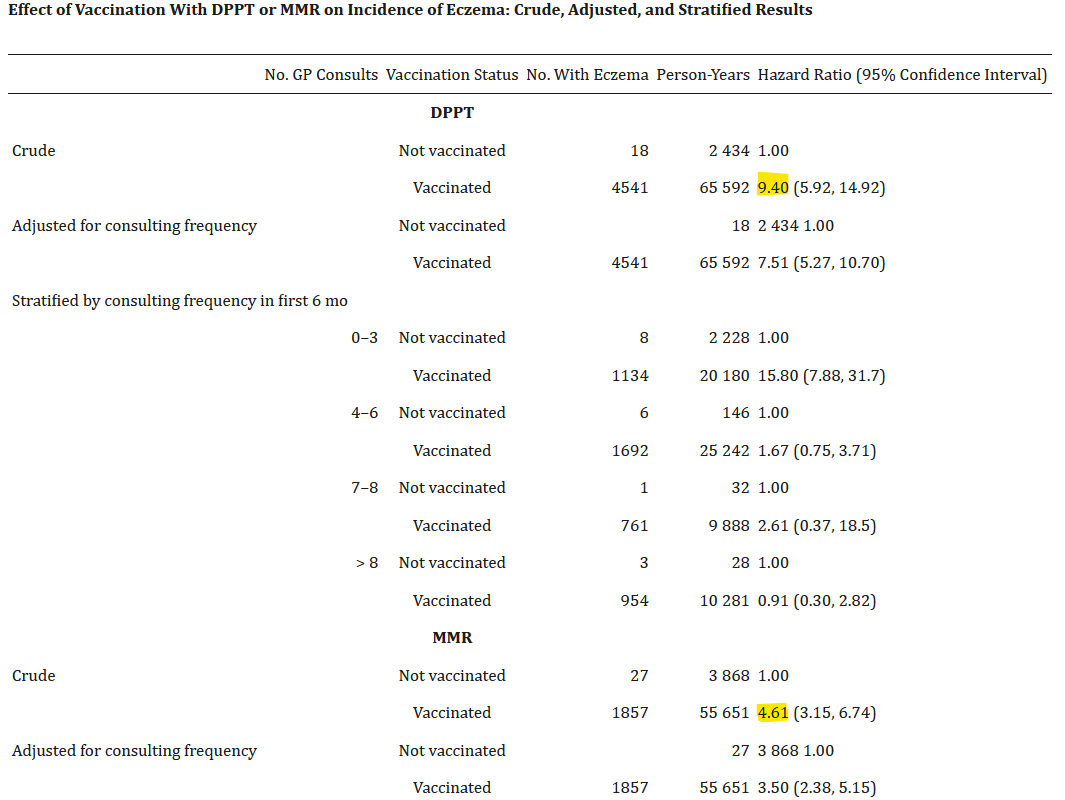 Effect of Vaccination With DPPT or MMR on Incidence of Eczema: Crude, Adjusted, and Stratified Results
No. GP Consults Vaccination Status No. With Eczema Person-Years Hazard Ratio (95% Confidence Interval)
DPPT
Crude Not vaccinated 18 2 434 1.00
Vaccinated 4541 65 592 9.40 (5.92, 14.92)
Adjusted for consulting frequency Not vaccinated 18 2 434 1.00
Vaccinated 4541 65 592 7.51 (5.27, 10.70)
Stratified by consulting frequency in first 6 mo
0–3 Not vaccinated 8 2 228 1.00
Vaccinated 1134 20 180 15.80 (7.88, 31.7)
4–6 Not vaccinated 6 146 1.00
Vaccinated 1692 25 242 1.67 (0.75, 3.71)
7–8 Not vaccinated 1 32 1.00
Vaccinated 761 9 888 2.61 (0.37, 18.5)
> 8 Not vaccinated 3 28 1.00
Vaccinated 954 10 281 0.91 (0.30, 2.82)
MMR
Crude Not vaccinated 27 3 868 1.00
Vaccinated 1857 55 651 4.61 (3.15, 6.74)
Adjusted for consulting frequency Not vaccinated 27 3 868 1.00
Vaccinated 1857 55 651 3.50 (2.38, 5.15)